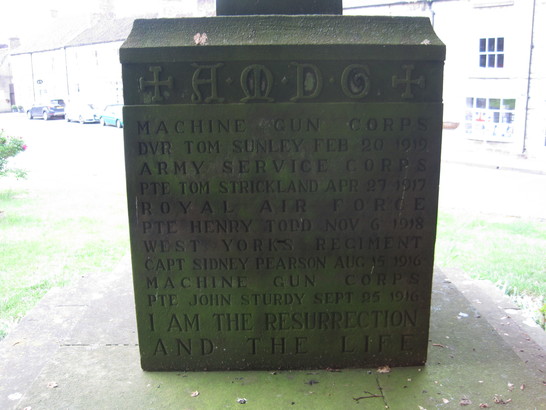 A·M·D·G
MACHINE GUN CORPS
DVR TOM SUNLEY FEB 20 1919
ARMY SERVICE CORPS
PTE TOM STRICKLAND APR 27 1917
ROYAL AIR FORCE
PTE HENRY TODD NOV 6 1918
WEST YORKS REGIMENT
CAPT SIDNEY PEARSON AUG 15 1916
MACHINE GUN CORPS
PTE JOHN STURDY SEPT 25 1916
I AM THE RESURRECTION
AND THE LIFE